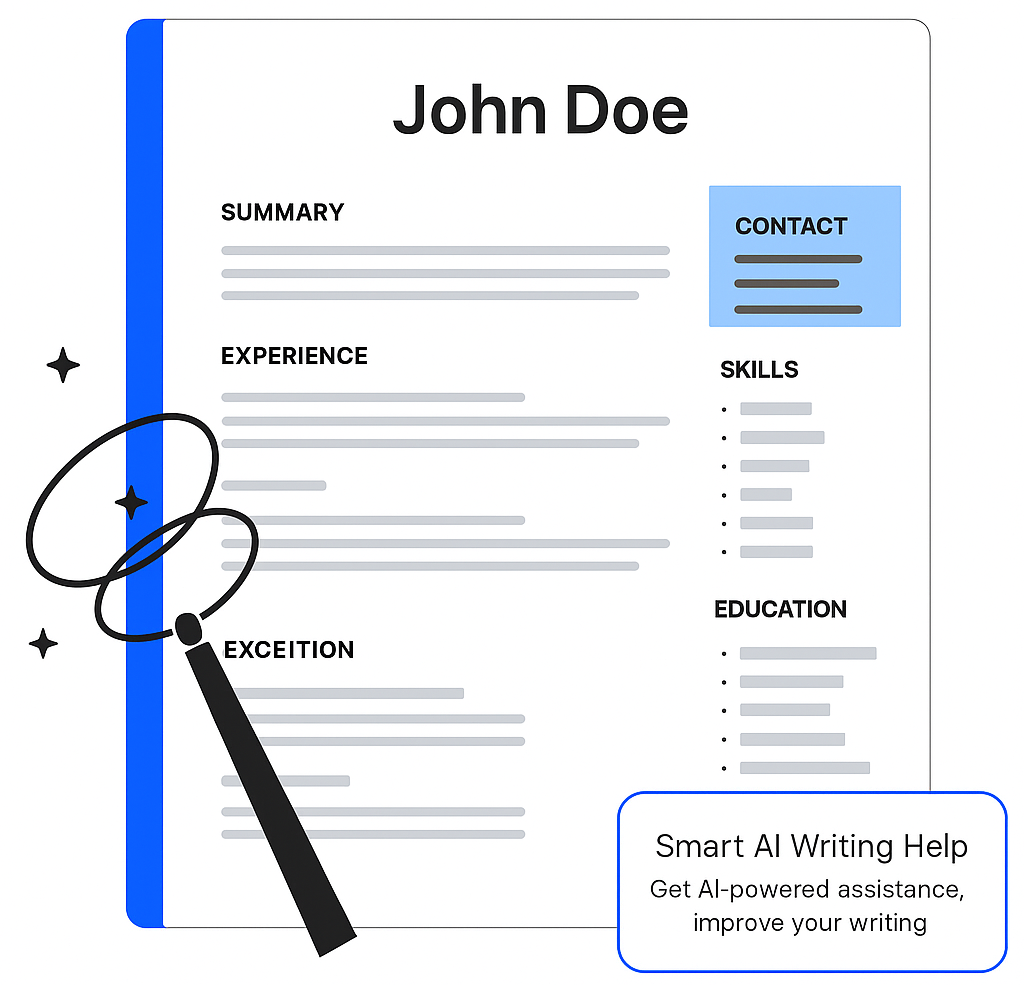 John Doe
SUMMARY
EXPERIENCE
EXCEITION
CONTACT
SKILLS
EDUCATION
Smart AI Writing Help
Get AI-powered assistance,
improve your writing